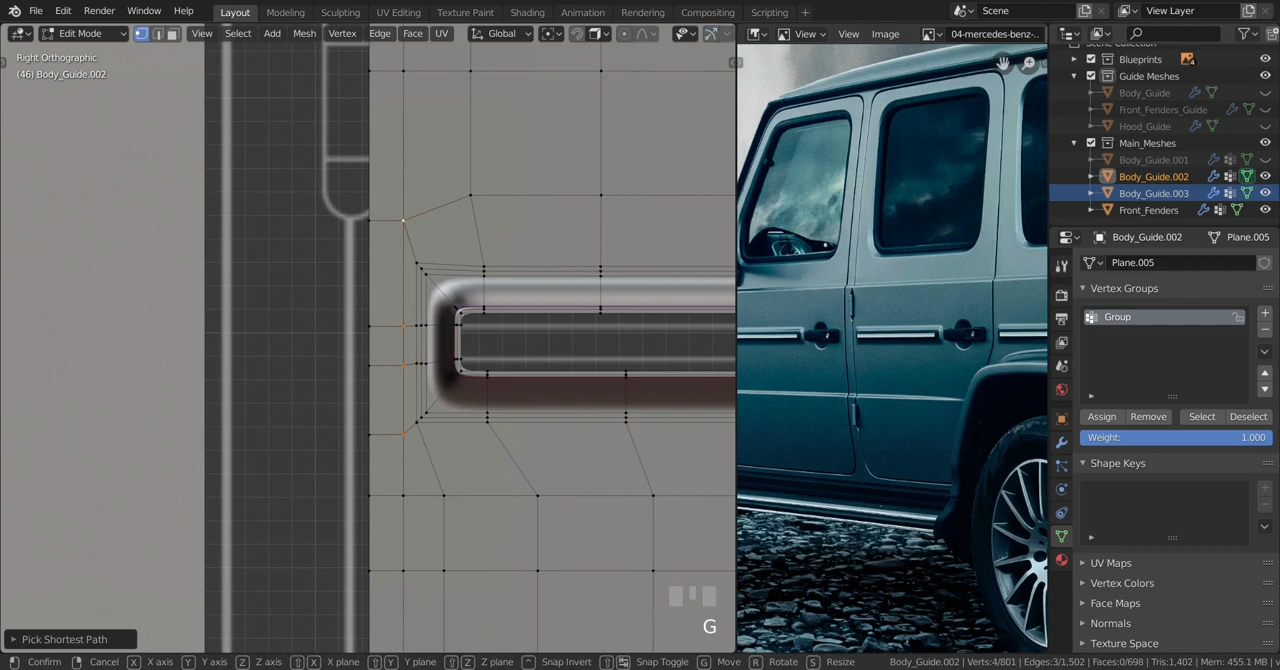 File Edit Render Window Help Layout Modeling Sculpting UV Editing Texture Paint Shading Animation Rendering Compositing Scripting + Scene View Layer
Edit Mode View Select Add Mesh Vertex Edge Face UV Global View View Image 04-mercedes-benz-..
Right Orthographic
(46) Body_Guide.002
Scene Collection
Blueprints 4
Guide Meshes
Body_Guide
Front_Fenders_Guide
Hood_Guide
Main_Meshes
Body_Guide.001
Body_Guide.002
Body_Guide.003
Front_Fenders
Body_Guide.002 Plane.005
Plane.005
Vertex Groups
Group
Assign Remove Select Deselect
Weight: 1.000
Shape Keys
UV Maps
Vertex Colors
Face Maps
Normals
Texture Space
G
Pick Shortest Path
Confirm Cancel X X axis Y Y axis Z Z axis X X plane Y Y plane Z Z plane ^ Snap Invert Snap Toggle G Move R Rotate S Resize Body_Guide.002 | Verts:4/801 | Edges:3/1,502 | Faces:0/698 | Tris:1,402 | Mem: 455.1 MB